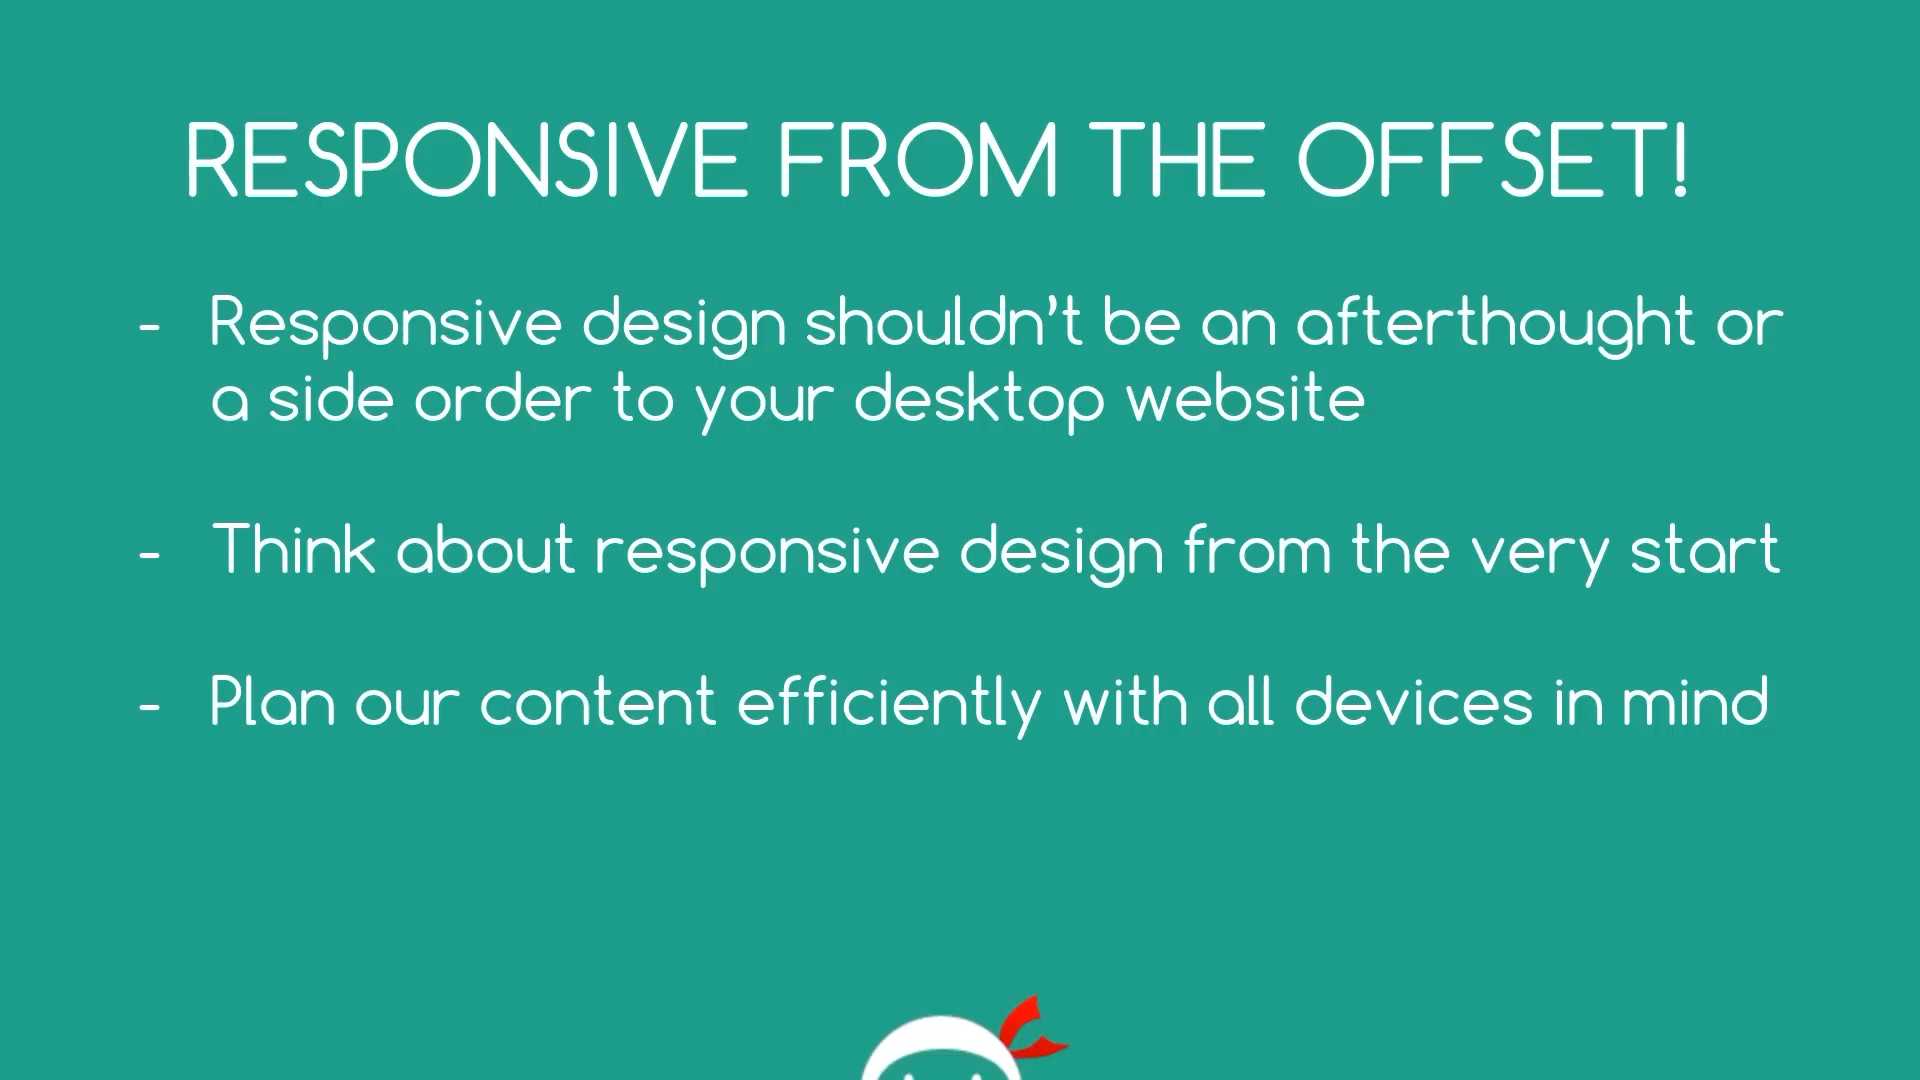 RESPONSIVE FROM THE OFFSET!
- Responsive design shouldn't be an afterthought or
a side order to your desktop website
- Think about responsive design from the very start
- Plan our content efficiently with all devices in mind